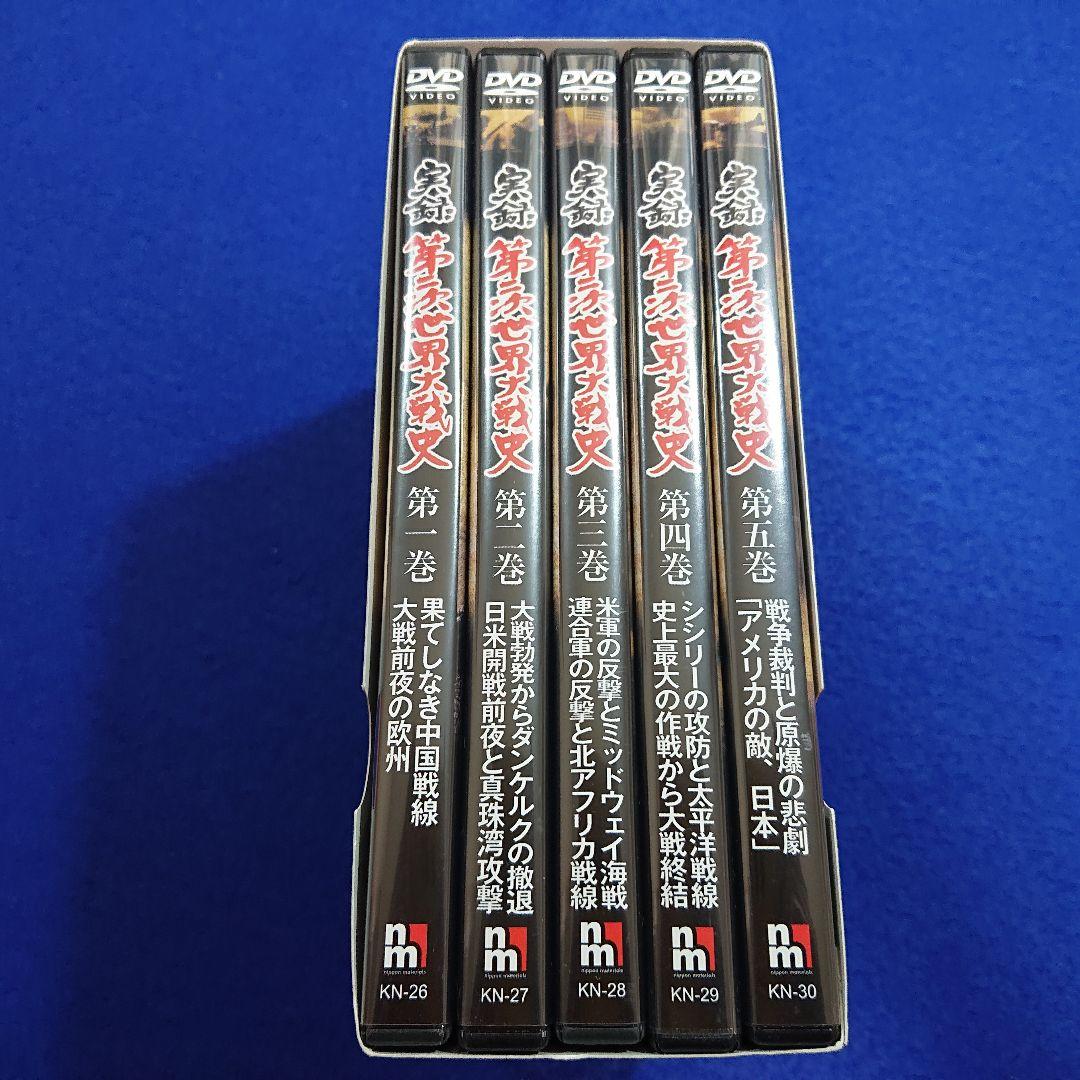 DVD
VIDEO
実録
第二次世界大戦史
第一巻
果てしなき中国戦線
大戦前夜の欧州
nm
nippon materials
KN-26
DVD
VIDEO
実録
第二次世界大戦史
第二巻
大戦勃発からダンケルクの撤退
日米開戦前夜と真珠湾攻撃
nm
nippon materials
KN-27
DVD
VIDEO
実録
第二次世界大戦史
第三巻
米軍の反撃とミッドウェイ海戦
連合軍の反撃と北アフリカ戦線
nm
nippon materials
KN-28
DVD
VIDEO
実録
第二次世界大戦史
第四巻
シシリーの攻防と太平洋戦線
史上最大の作戦から大戦終結
nm
nippon materials
KN-29
DVD
VIDEO
実録
第二次世界大戦史
第五巻
戦争裁判と原爆の悲劇
「アメリカの敵、日本」
nm
nippon materials
KN-30